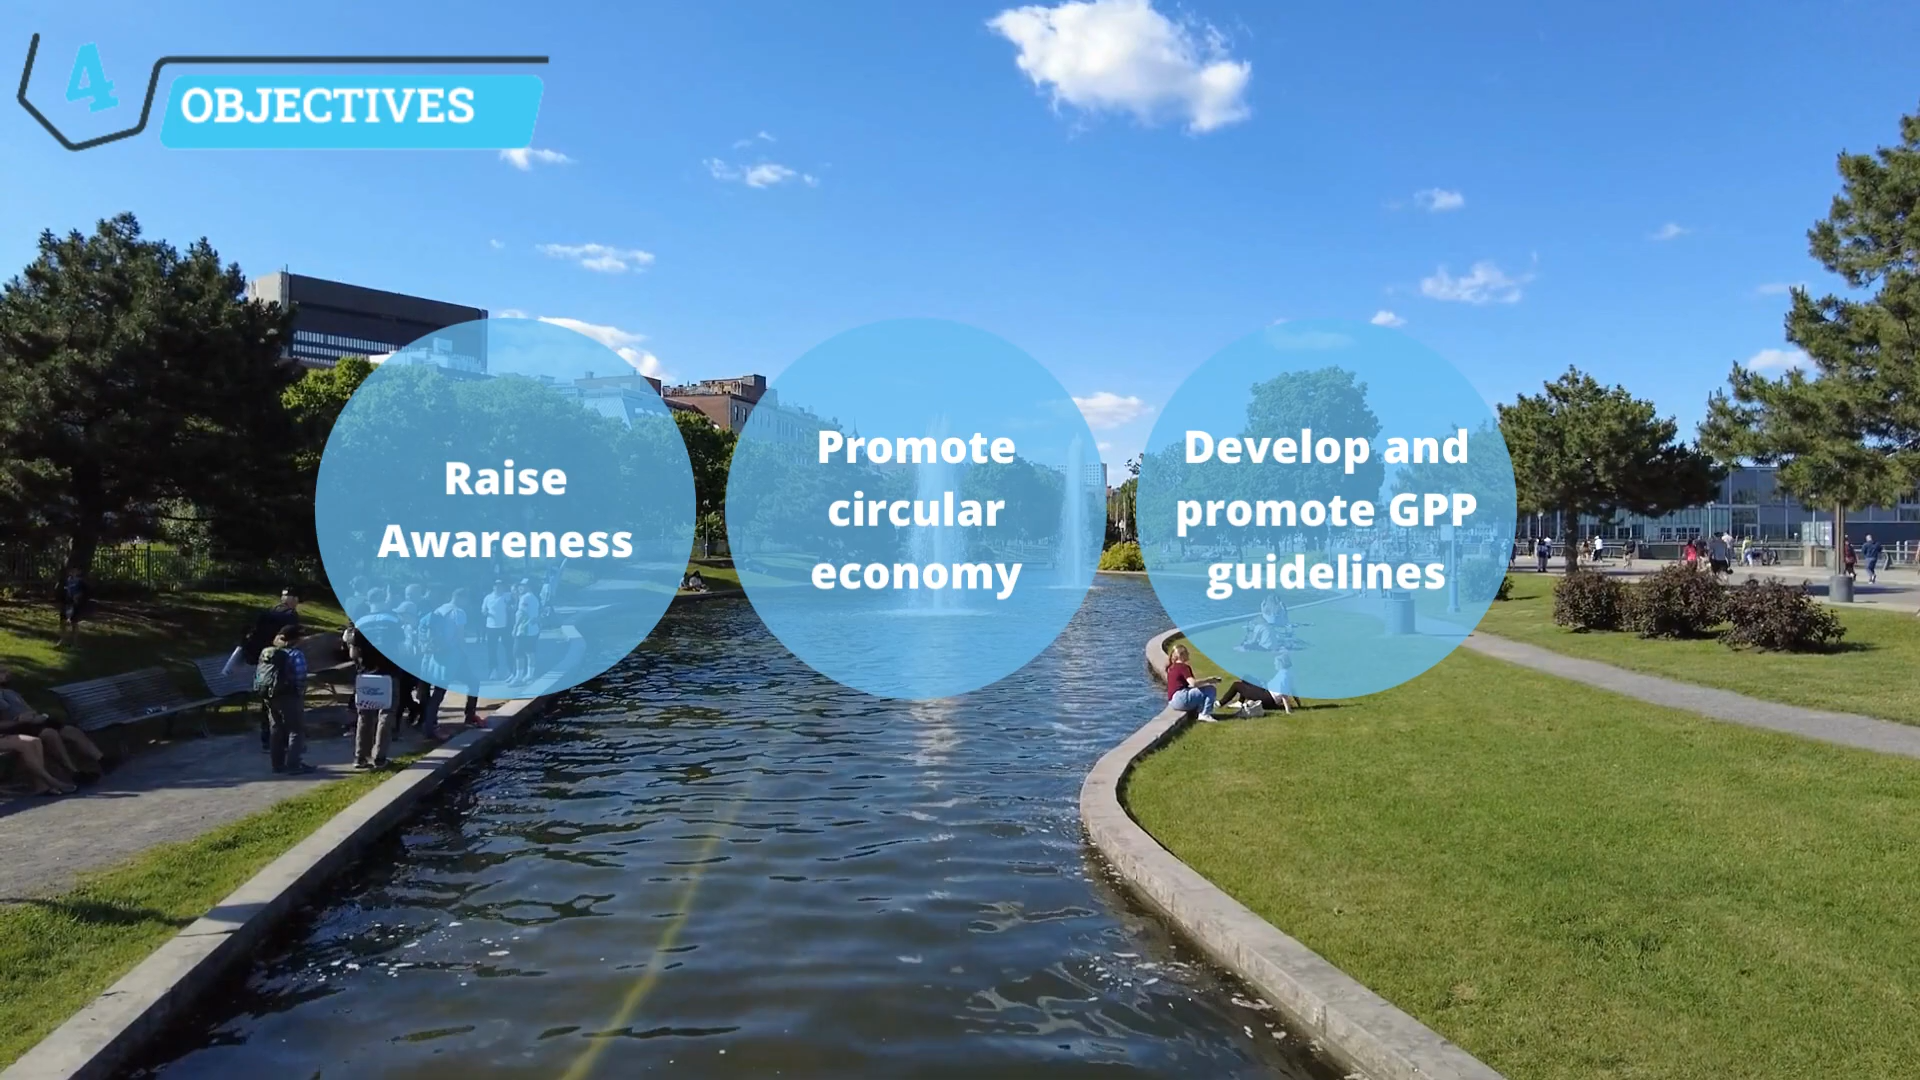 4
OBJECTIVES
Raise
Awareness
Promote
circular
economy
Develop and
promote GPP
guidelines